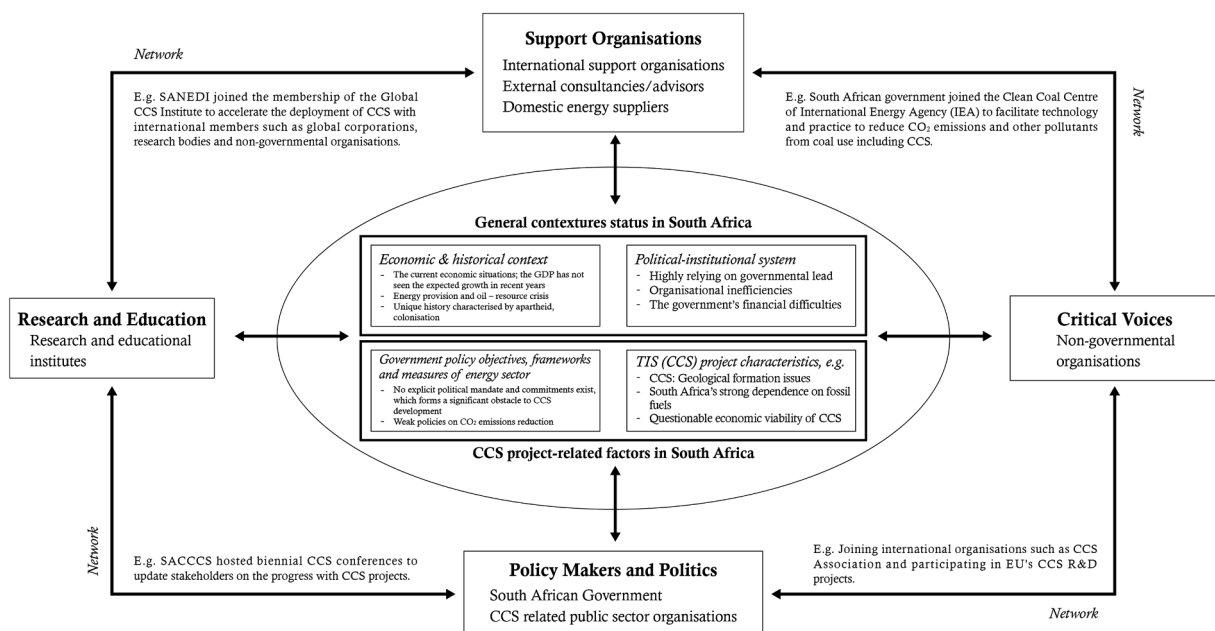 Support Organisations
International support organisations
External consultancies/advisors
Domestic energy suppliers
Network
E.g. SANEDI joined the membership of the Global
CCS Institute to accelerate the deployment of CCS with
international members such as global corporations,
research bodies and non-governmental organisations.
E.g. South African government joined the Clean Coal Centre
of International Energy Agency (IEA) to facilitate technology
and practice to reduce CO₂ emissions and other pollutants
from coal use including CCS.
Network
General contextures status in South Africa
Economic & historical context
- The current economic situations; the GDP has not
seen the expected growth in recent years
- Energy provision and oil – resource crisis
- Unique history characterised by apartheid,
colonisation
Political-institutional system
- Highly relying on governmental lead
- Organisational inefficiencies
- The government's financial difficulties
Research and Education
Research and educational
institutes
Critical Voices
Non-governmental
organisations
Government policy objectives, frameworks
and measures of energy sector
- No explicit political mandate and commitments exist,
which forms a significant obstacle to CCS
development
- Weak policies on CO₂ emissions reduction
TIS (CCS) project characteristics, e.g.
- CCS: Geological formation issues
- South Africa's strong dependence on fossil
fuels
- Questionable economic viability of CCS
CCS project-related factors in South Africa
Network
E.g. SACCCS hosted biennial CCS conferences to
update stakeholders on the progress with CCS projects.
E.g. Joining international organisations such as CCS
Association and participating in EU's CCS R&D
projects.
Policy Makers and Politics
South African Government
CCS related public sector organisations
Network